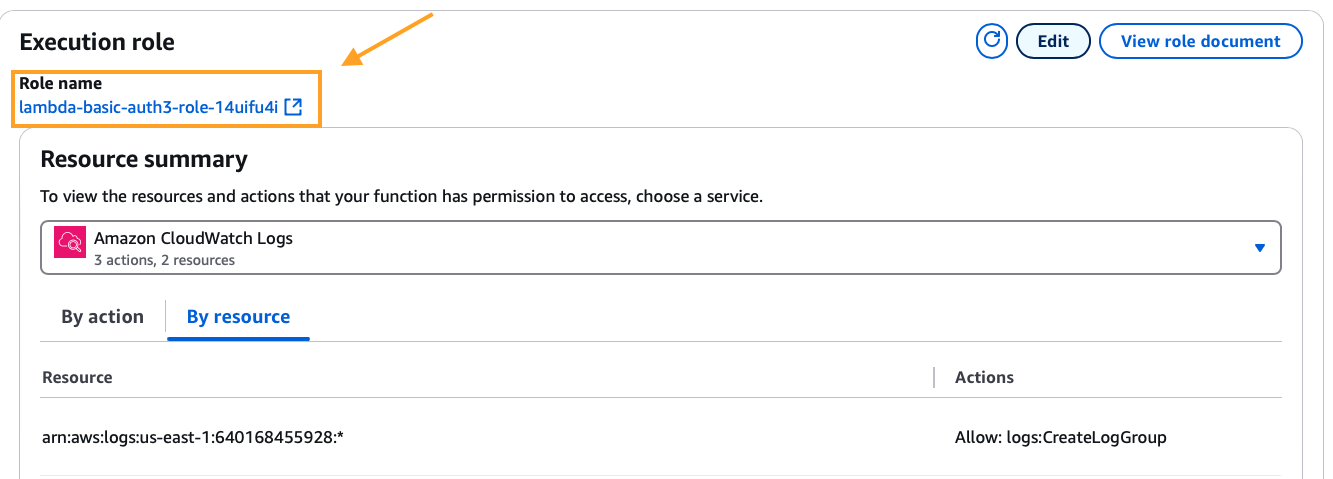 Execution role
Edit
View role document
Role name
lambda-basic-auth3-role-14uifu4i
Resource summary
To view the resources and actions that your function has permission to access, choose a service.
Amazon CloudWatch Logs
3 actions, 2 resources
By action
By resource
Resource
Actions
arn:aws:logs:us-east-1:640168455928:*
Allow: logs:CreateLogGroup